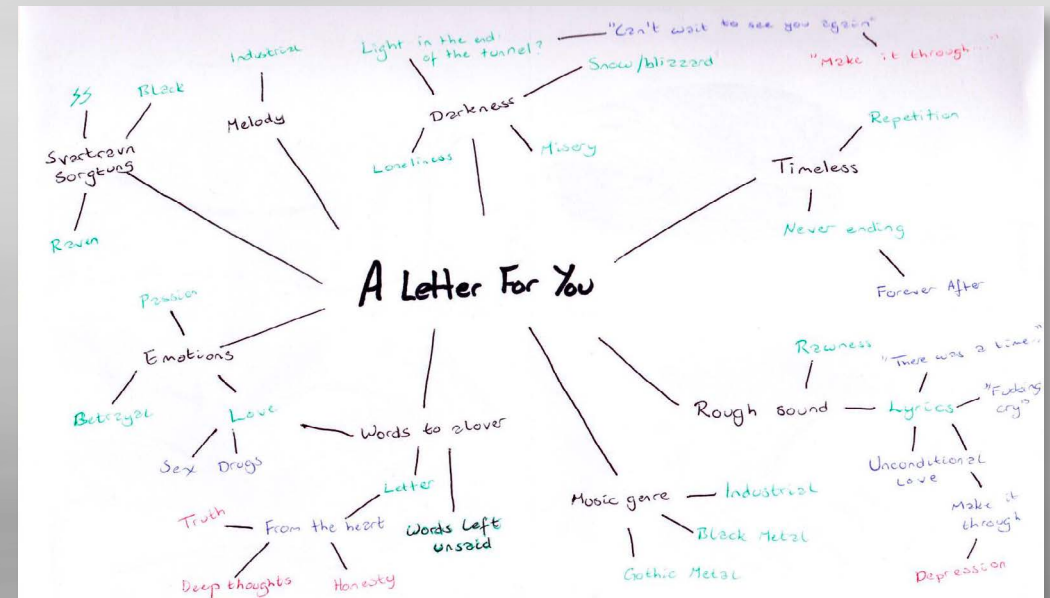 "Can't wait to see you again"
Light in the end
of the tunnel?
"Make it through..."
Industrial
Snow/blizzard
Black
Darkness
Melody
Repetition
Svartravn
Sorgtung
Loneliness
Misery
Timeless
Raven
Never ending
A Letter For You
Forever After
Passion
Emotions
Rawness
"There was a time.."
Betrayal
Love
Rough sound
Lyrics
"Fucking
cry"
Words to a lover
Sex
Drugs
Unconditional
Love
Letter
Music genre
Industrial
Make it
through
Truth
From the heart
Words Left
unsaid
Black Metal
Deep thoughts
Honesty
Gothic Metal
Depression